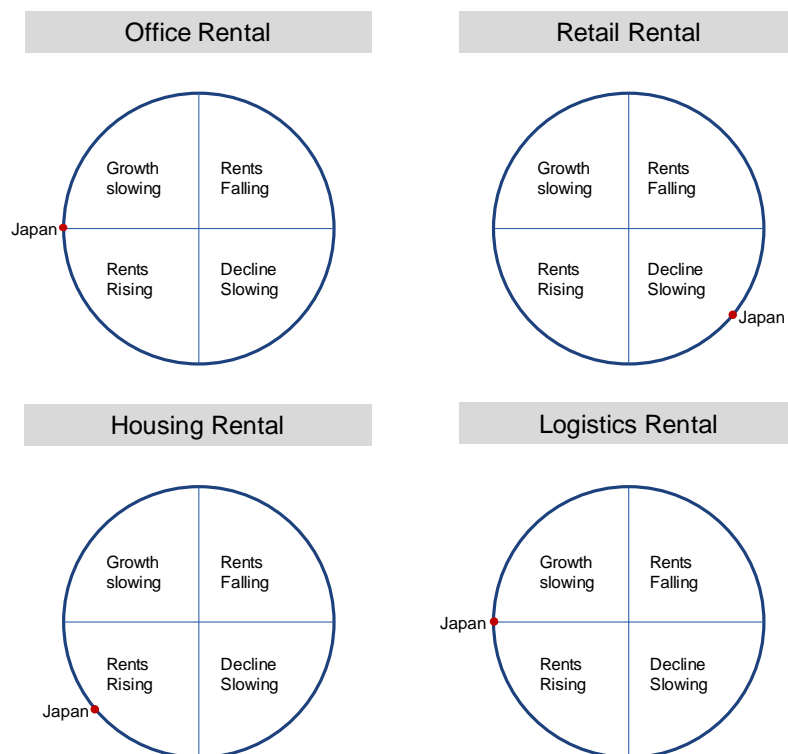 Office Rental
Growth
slowing
Rents
Falling
Japan
Rents
Rising
Decline
Slowing
Retail Rental
Growth
slowing
Rents
Falling
Rents
Rising
Decline
Slowing
Japan
Housing Rental
Growth
slowing
Rents
Falling
Rents
Rising
Decline
Slowing
Japan
Logistics Rental
Growth
slowing
Rents
Falling
Japan
Rents
Rising
Decline
Slowing